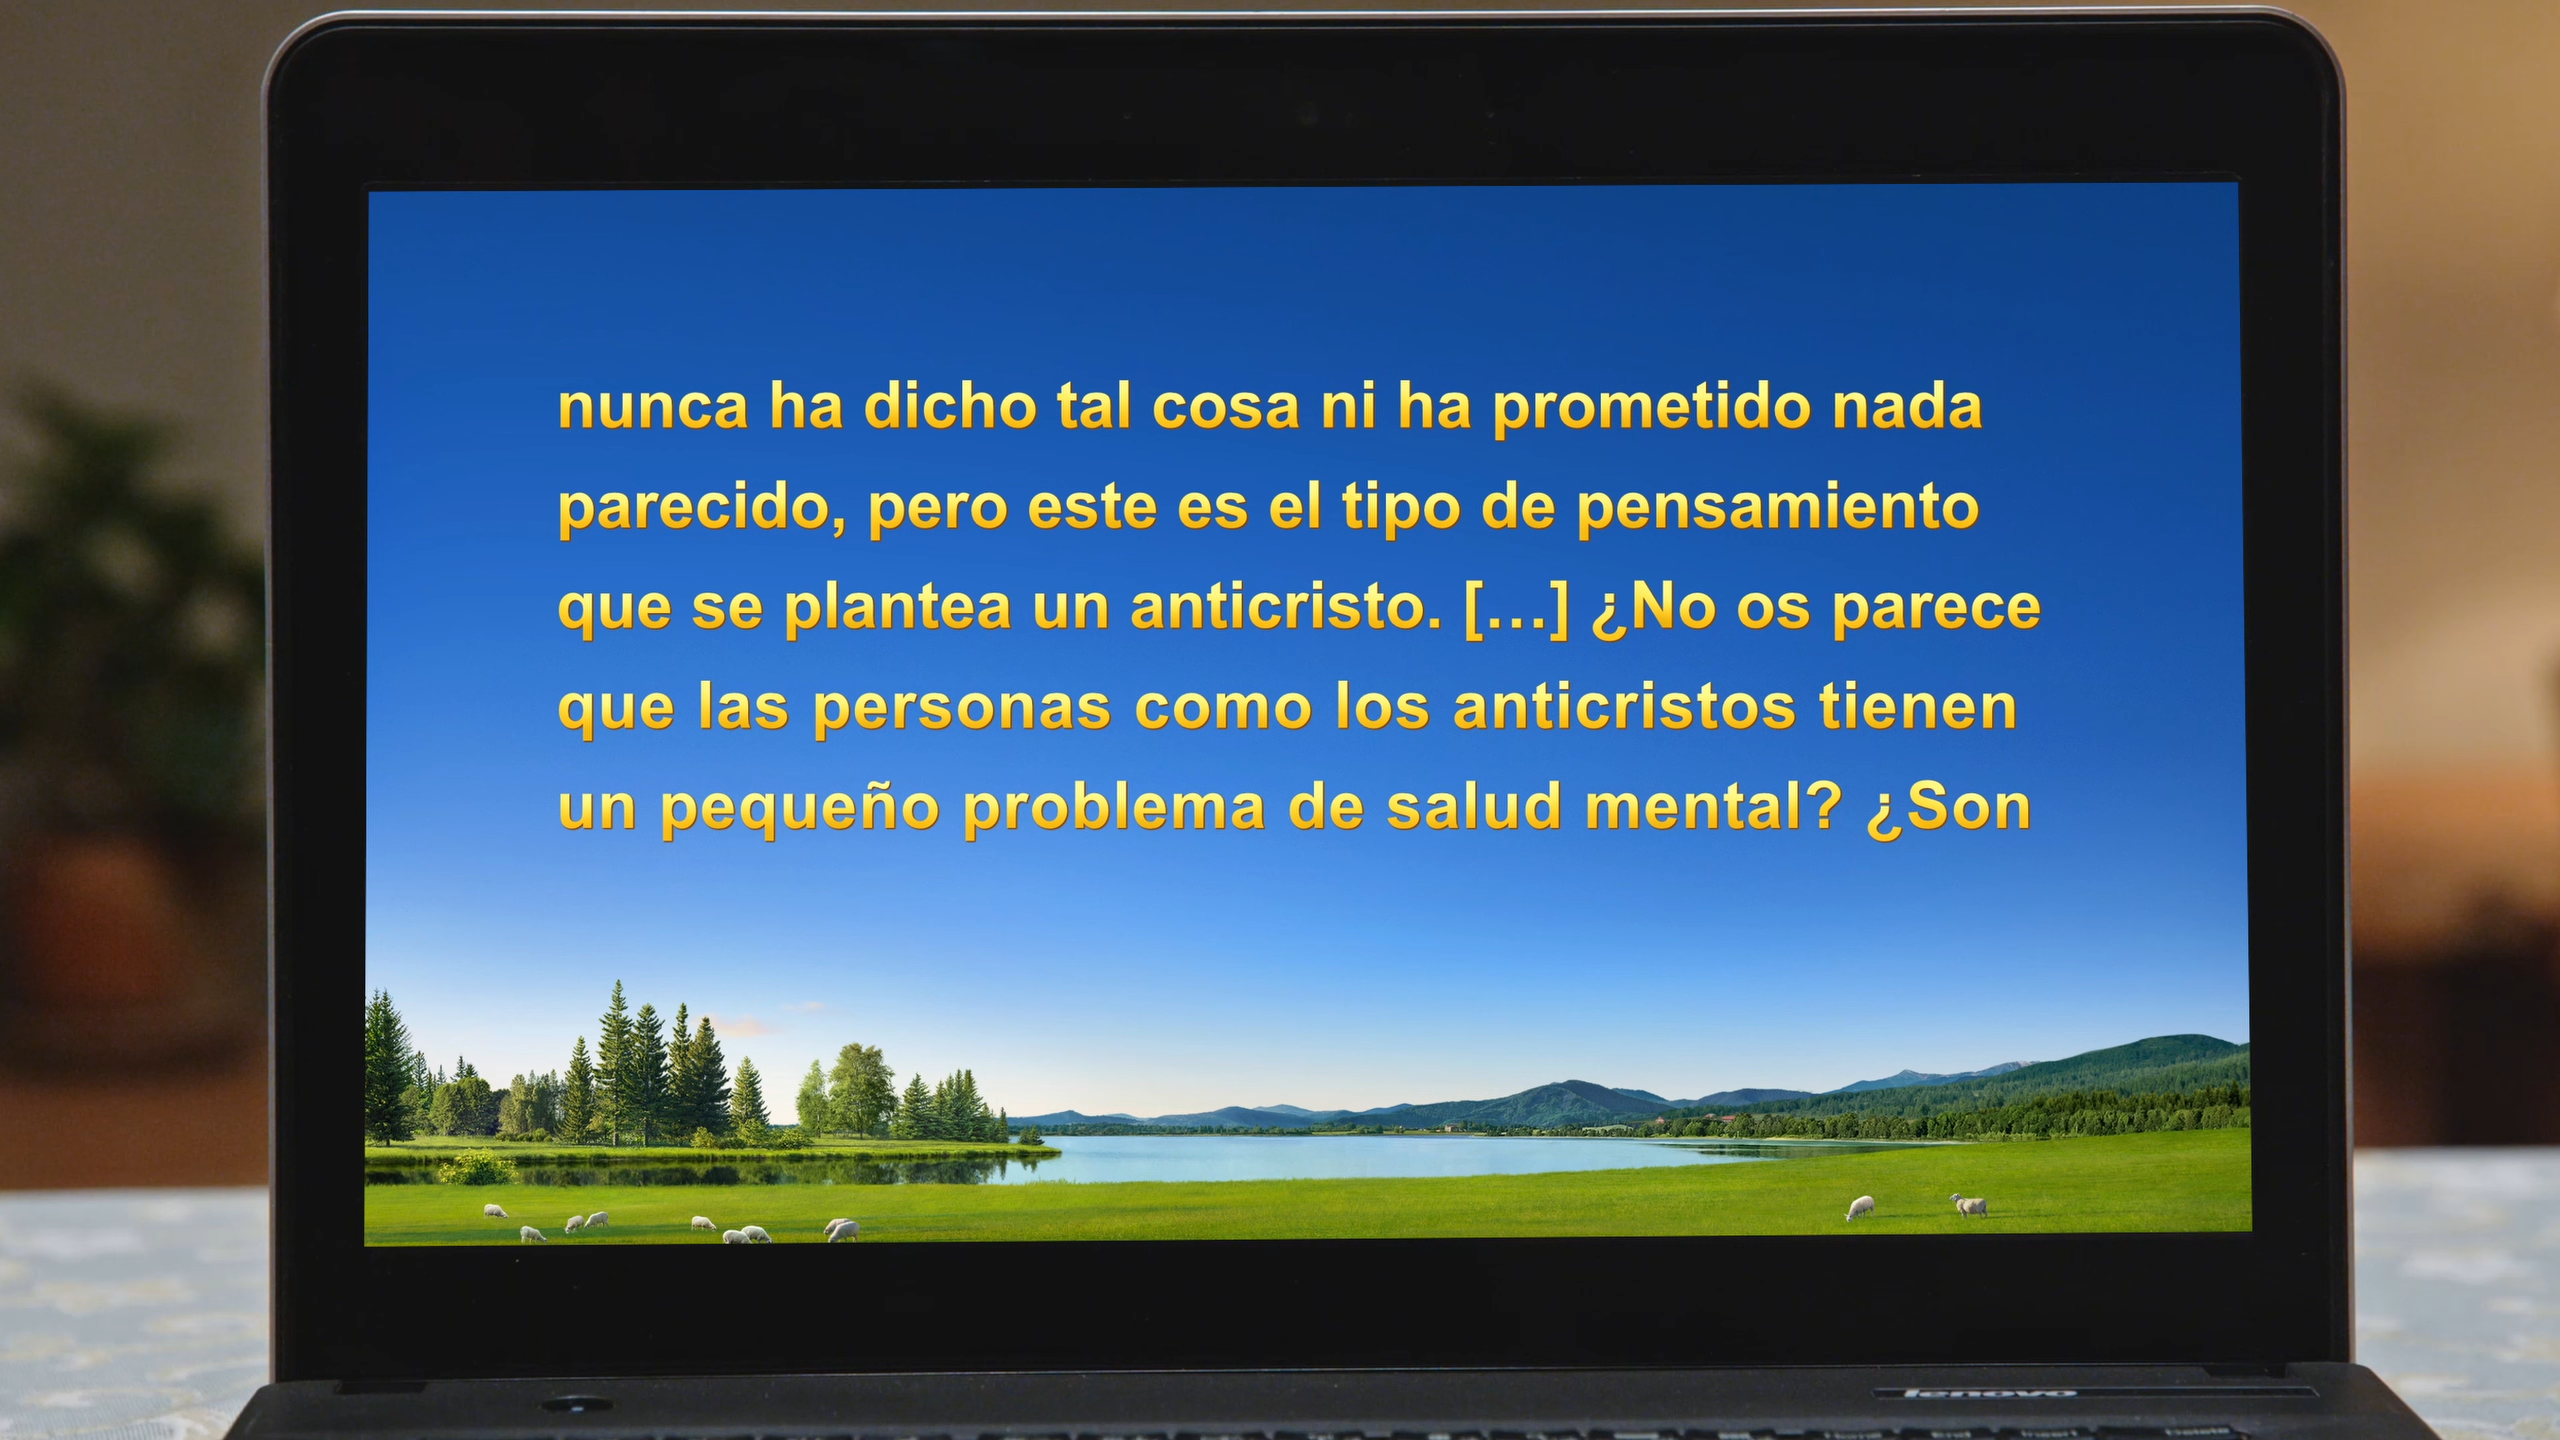 nunca ha dicho tal cosa ni ha prometido nada
parecido, pero este es el tipo de pensamiento
que se plantea un anticristo. […] ¿No os parece
que las personas como los anticristos tienen
un pequeño problema de salud mental? ¿Son
lenovo